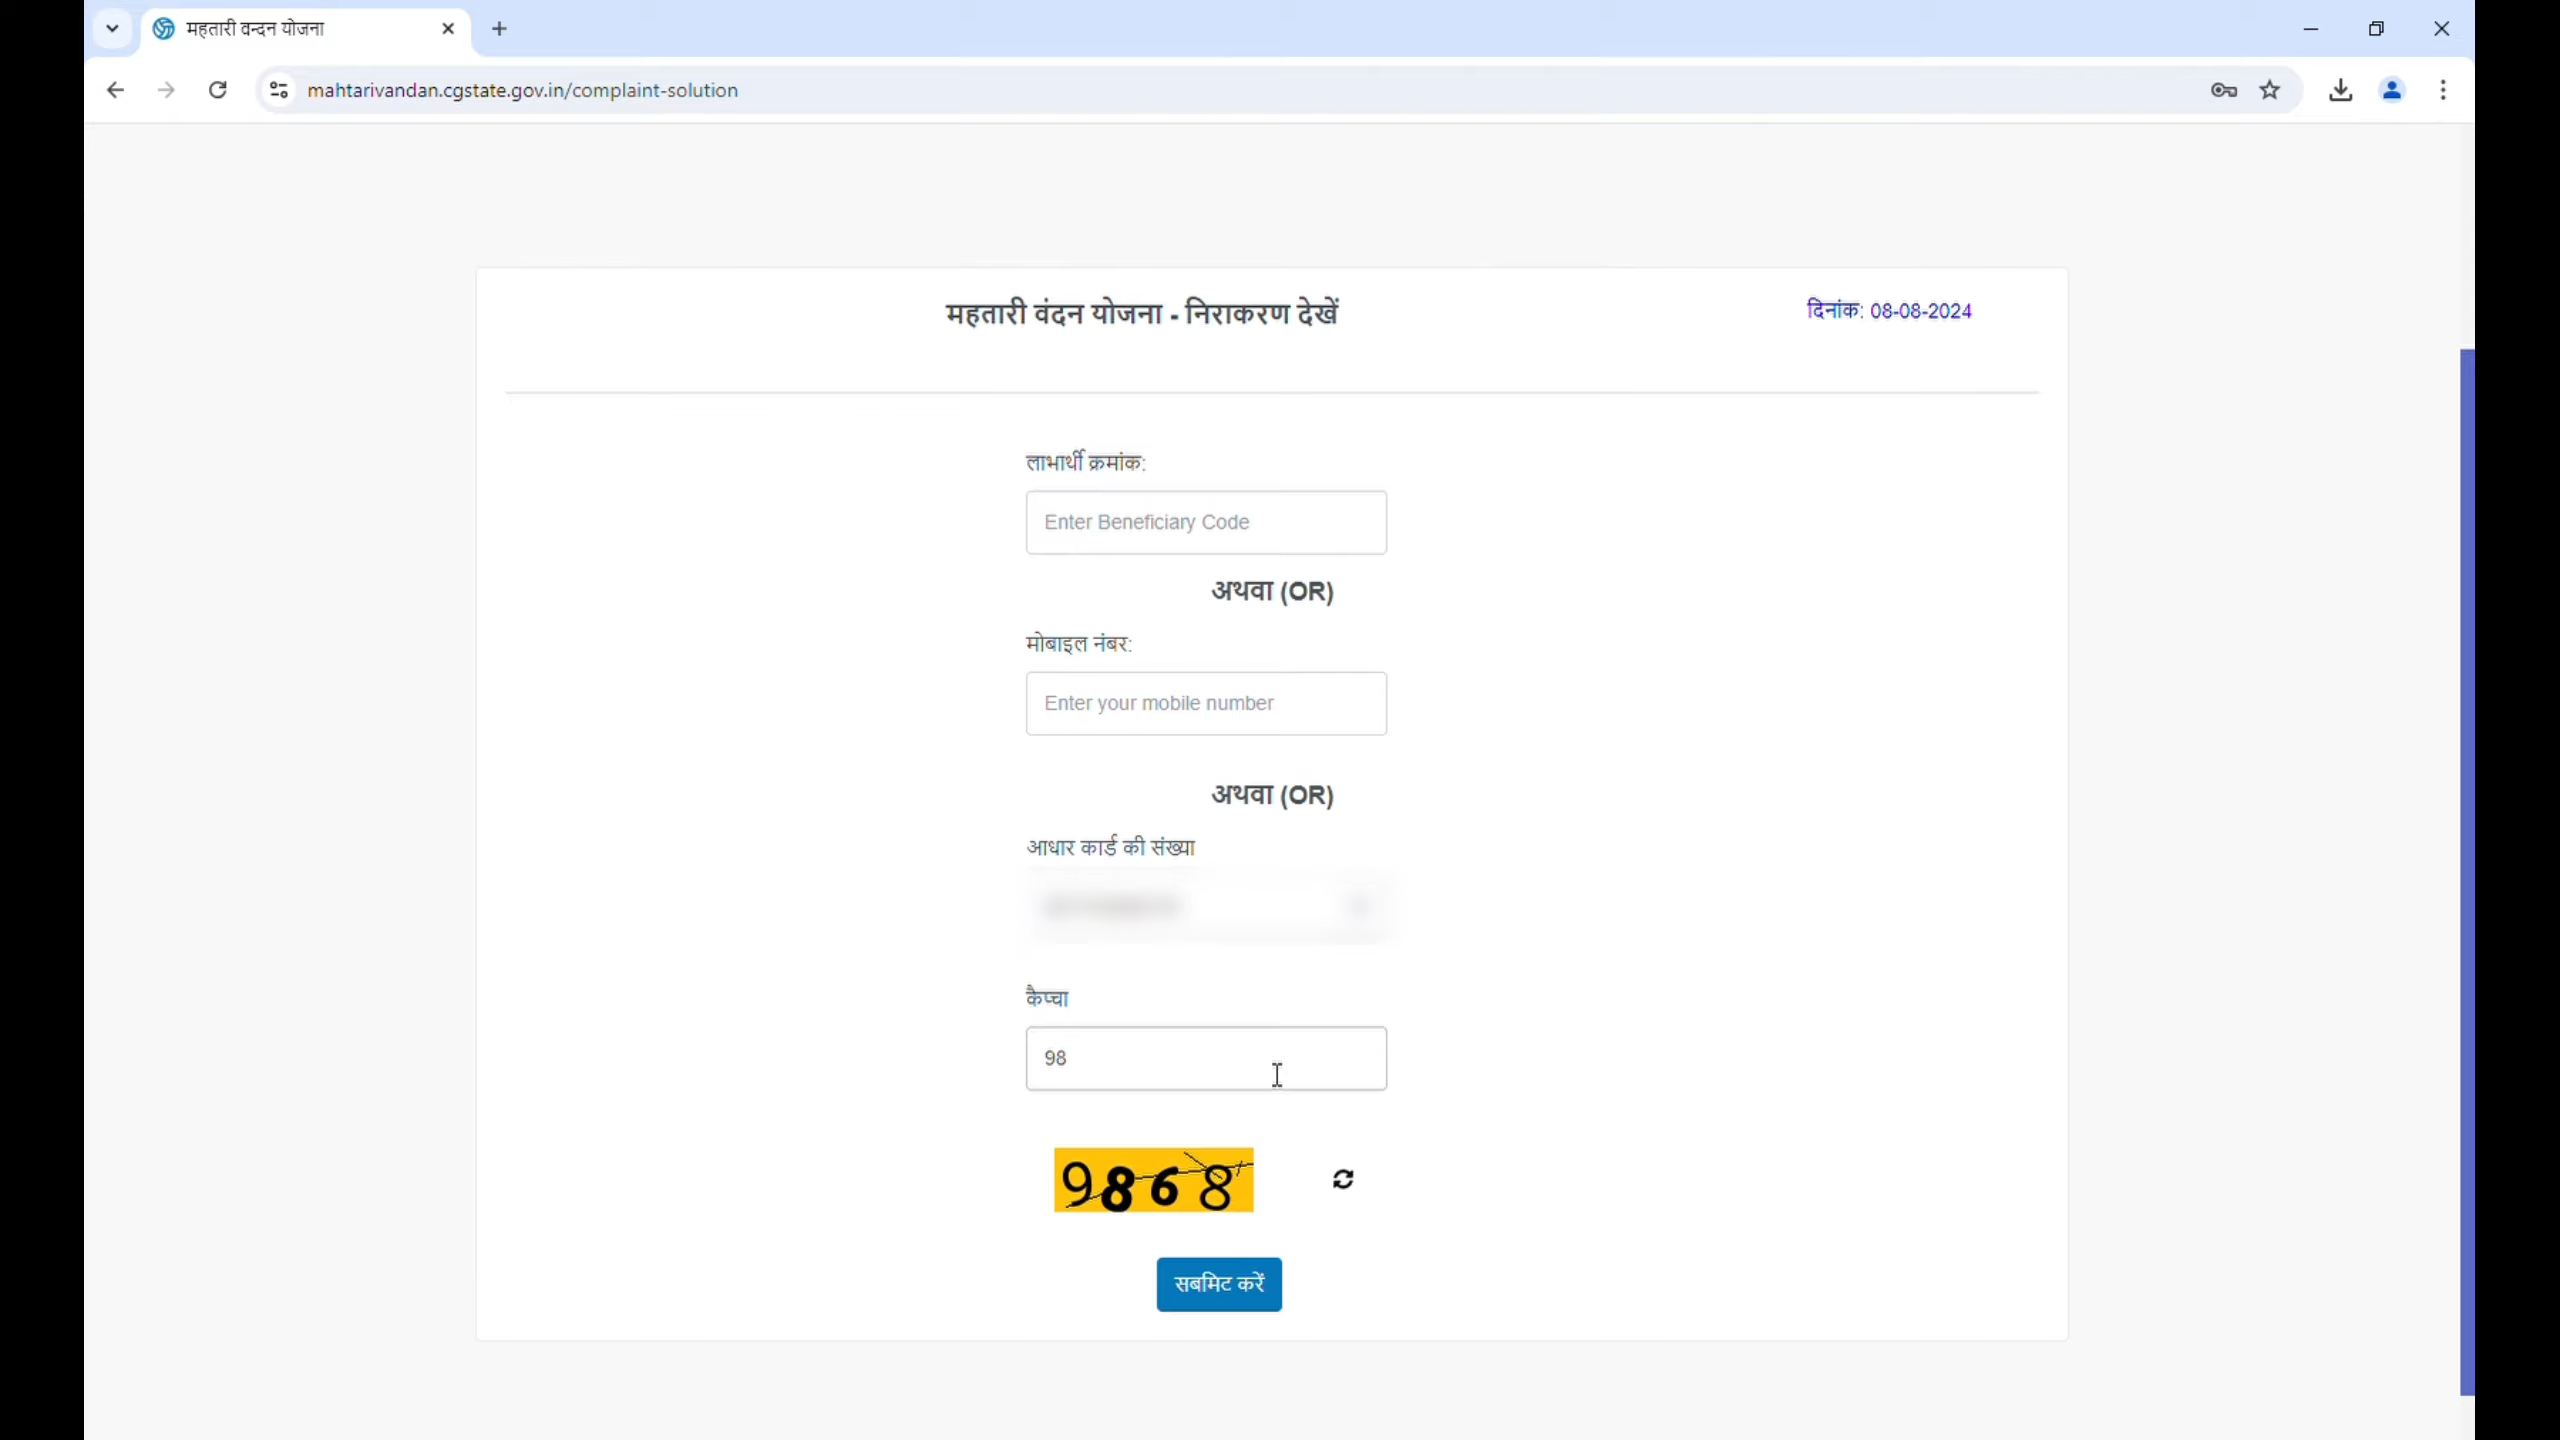 महतारी वन्दन योजना
mahtarivandan.cgstate.gov.in/complaint-solution
महतारी वंदन योजना - निराकरण देखें
दिनांक: 08-08-2024
लाभार्थी क्रमांक:
Enter Beneficiary Code
अथवा (OR)
मोबाइल नंबर:
Enter your mobile number
अथवा (OR)
आधार कार्ड की संख्या
कैप्चा
98
9868
सबमिट करें